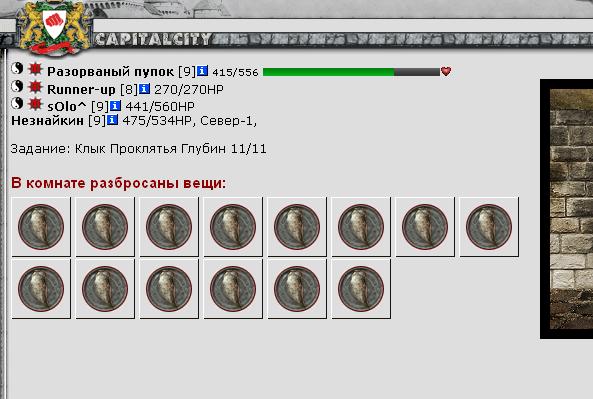 CAPITALCITY
Разорваный пупок [9] i 415/556
Runner-up [8] i 270/270HP
sOlo^ [9] i 441/560HP
Незнайкин [9] i 475/534HP, Север-1,
Задание: Клык Проклятья Глубин 11/11
В комнате разбросаны вещи: